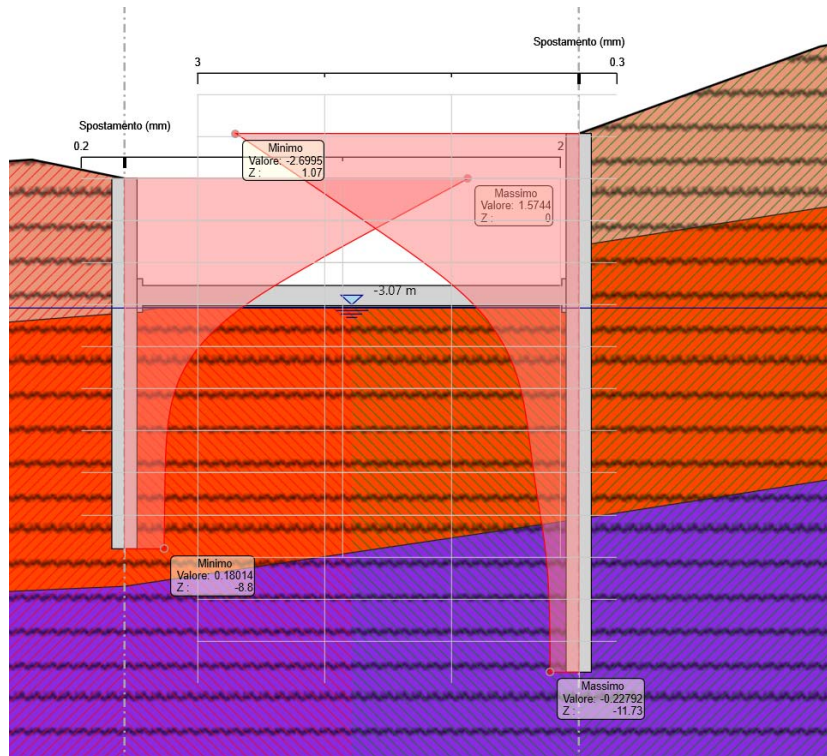 Spostamento (mm)
3
0.3
Spostamento (mm)
0.2
2
Minimo
Valore: -2.6995
Z : 1.07
Massimo
Valore: 1.5744
Z : 0
-3.07 m
Minimo
Valore: 0.18014
Z : -8.8
Massimo
Valore: -0.22792
Z : -11.73